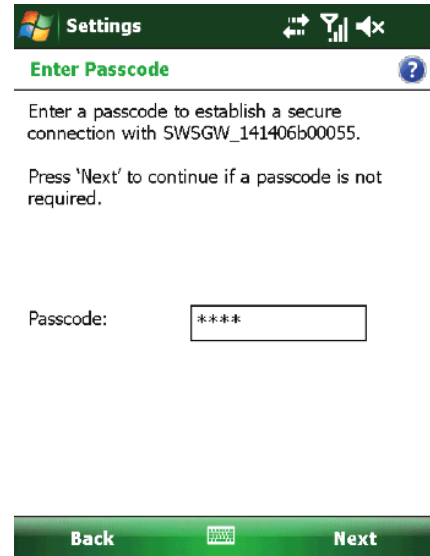 Settings
Enter Passcode
?
Enter a passcode to establish a secure
connection with SWSGW_141406b00055.
Press ‘Next’ to continue if a passcode is not
required.
Passcode: ****
Back Next